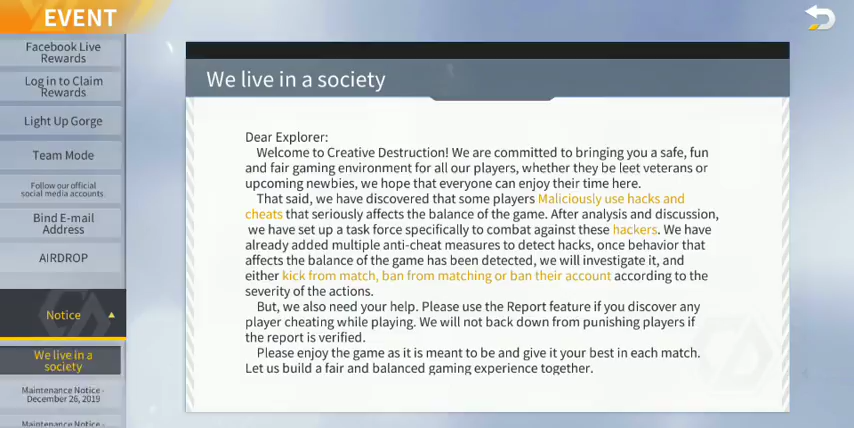 EVENT
Facebook Live
Rewards
Log in to Claim
Rewards
Light Up Gorge
Team Mode
Follow our official
social media accounts.
Bind E-mail
Address
AIRDROP
Notice
We live in a
society
Maintenance Notice -
December 26, 2019
Maintenance Notice -
We live in a society
Dear Explorer:
Welcome to Creative Destruction! We are committed to bringing you a safe, fun
and fair gaming environment for all our players, whether they be leet veterans or
upcoming newbies, we hope that everyone can enjoy their time here.
That said, we have discovered that some players Maliciously use hacks and
cheats that seriously affects the balance of the game. After analysis and discussion,
we have set up a task force specifically to combat against these hackers. We have
already added multiple anti-cheat measures to detect hacks, once behavior that
affects the balance of the game has been detected, we will investigate it, and
either kick from match, ban from matching or ban their account according to the
severity of the actions.
But, we also need your help. Please use the Report feature if you discover any
player cheating while playing. We will not back down from punishing players if
the report is verified.
Please enjoy the game as it is meant to be and give it your best in each match.
Let us build a fair and balanced gaming experience together.